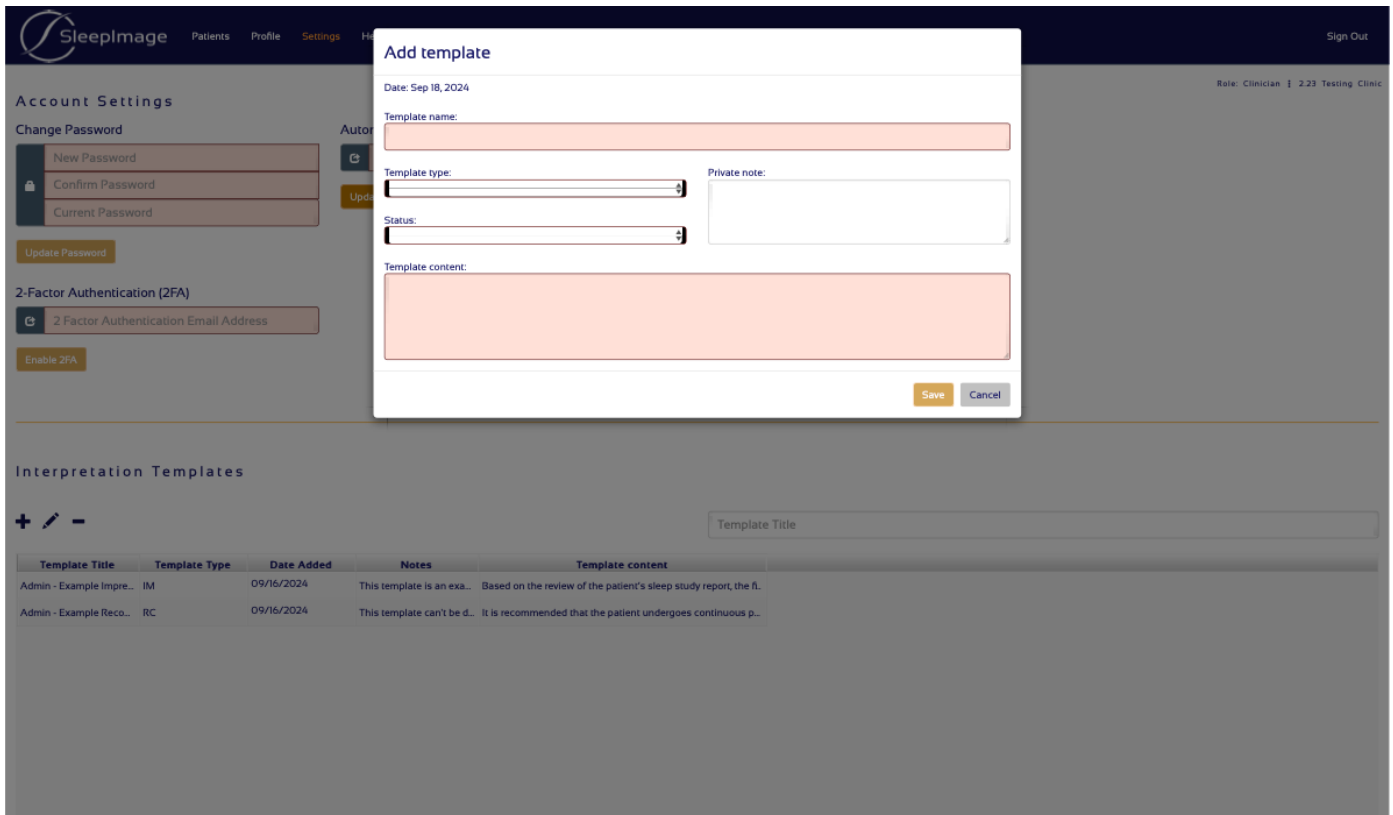 SleepImage Patients Profile Settings He Sign Out
Role: Clinician | 2.23 Testing Clinic
Account Settings
Change Password
New Password
Confirm Password
Current Password
Update Password
2-Factor Authentication (2FA)
2 Factor Authentication Email Address
Enable 2FA
Autor
Upda
Add template
Date: Sep 18, 2024
Template name:
Template type:
Private note:
Status:
Template content:
Save Cancel
Interpretation Templates
Template Title
Template Title Template Type Date Added Notes Template content
Admin - Example Impre... IM 09/16/2024 This template is an exa... Based on the review of the patient's sleep study report, the fi..
Admin - Example Reco... RC 09/16/2024 This template can't be d... It is recommended that the patient undergoes continuous p...